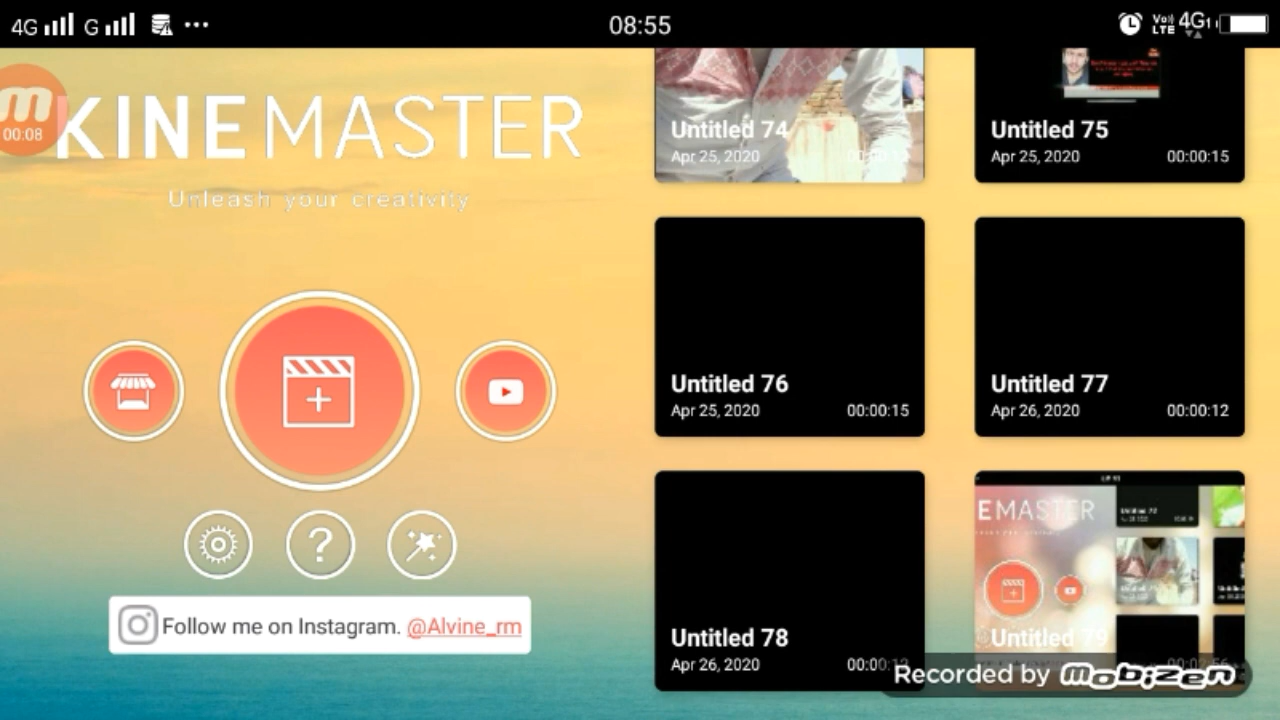 4G G 08:55 Vo)) LTE 4G
00:08
KINEMASTER
Unleash your creativity
Follow me on Instagram. @Alvine_rm
Untitled 74
Apr 25, 2020
Untitled 75
Apr 25, 2020 00:00:15
Untitled 76
Apr 25, 2020 00:00:15
Untitled 77
Apr 26, 2020 00:00:12
Untitled 78
Apr 26, 2020
EMASTER
Untitled 79
Recorded by mobizen